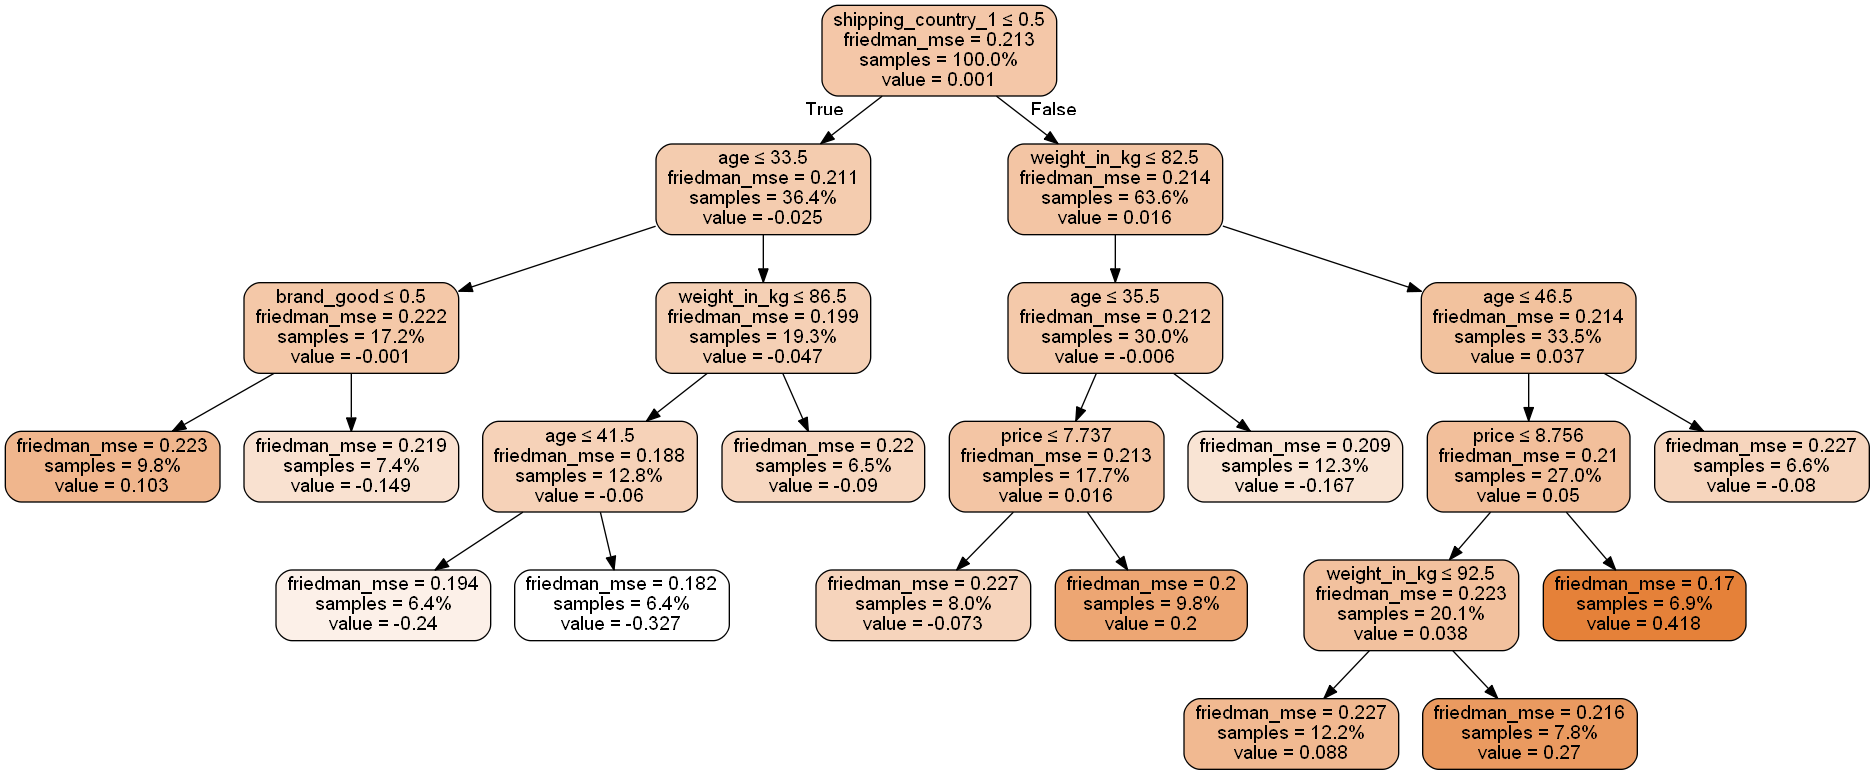 shipping_country_1 ≤ 0.5
friedman_mse = 0.213
samples = 100.0%
value = 0.001
True
False
age ≤ 33.5
friedman_mse = 0.211
samples = 36.4%
value = -0.025
weight_in_kg ≤ 82.5
friedman_mse = 0.214
samples = 63.6%
value = 0.016
brand_good ≤ 0.5
friedman_mse = 0.222
samples = 17.2%
value = -0.001
weight_in_kg ≤ 86.5
friedman_mse = 0.199
samples = 19.3%
value = -0.047
age ≤ 35.5
friedman_mse = 0.212
samples = 30.0%
value = -0.006
age ≤ 46.5
friedman_mse = 0.214
samples = 33.5%
value = 0.037
friedman_mse = 0.223
samples = 9.8%
value = 0.103
friedman_mse = 0.219
samples = 7.4%
value = -0.149
age ≤ 41.5
friedman_mse = 0.188
samples = 12.8%
value = -0.06
friedman_mse = 0.22
samples = 6.5%
value = -0.09
price ≤ 7.737
friedman_mse = 0.213
samples = 17.7%
value = 0.016
friedman_mse = 0.209
samples = 12.3%
value = -0.167
price ≤ 8.756
friedman_mse = 0.21
samples = 27.0%
value = 0.05
friedman_mse = 0.227
samples = 6.6%
value = -0.08
friedman_mse = 0.194
samples = 6.4%
value = -0.24
friedman_mse = 0.182
samples = 6.4%
value = -0.327
friedman_mse = 0.227
samples = 8.0%
value = -0.073
friedman_mse = 0.2
samples = 9.8%
value = 0.2
weight_in_kg ≤ 92.5
friedman_mse = 0.223
samples = 20.1%
value = 0.038
friedman_mse = 0.17
samples = 6.9%
value = 0.418
friedman_mse = 0.227
samples = 12.2%
value = 0.088
friedman_mse = 0.216
samples = 7.8%
value = 0.27